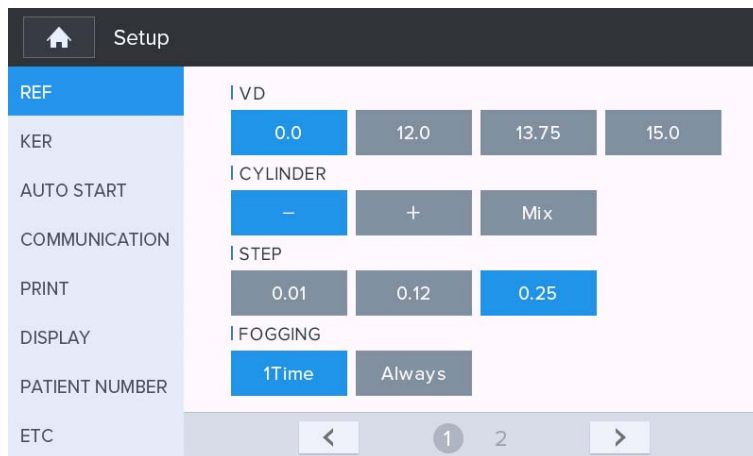 Setup
REF
KER
AUTO START
COMMUNICATION
PRINT
DISPLAY
PATIENT NUMBER
ETC
VD
0.0 12.0 13.75 15.0
CYLINDER
− + Mix
STEP
0.01 0.12 0.25
FOGGING
1Time Always
< 1 2 >